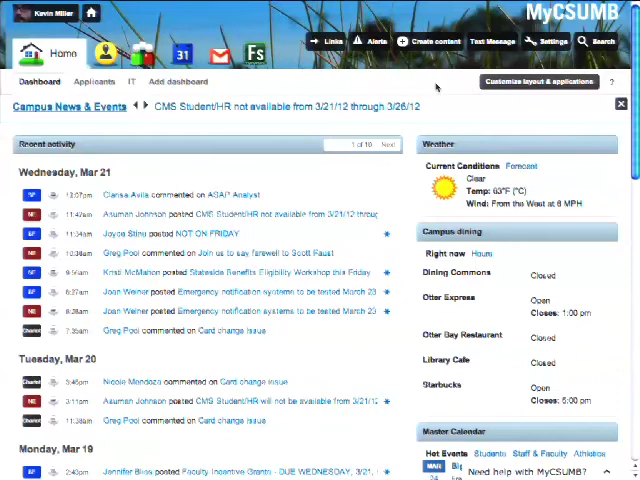 Kevin Miller
MyCSUMB
Home
31
Fs
Links
Alerts
Create content
Text Message
Settings
Search
Dashboard Applicants IT Add dashboard
Customize layout & applications ?
Campus News & Events CMS Student/HR not available from 3/21/12 through 3/26/12
Recent activity
1 of 10 Next
Wednesday, Mar 21
12:07pm Clarisa Avila commented on ASAP Analyst
11:42am Asuman Johnson posted CMS Student/HR not available from 3/21/12 throug
11:34am Joyce Stinu posted NOT ON FRIDAY
10:38am Greg Pool commented on Join us to say farewell to Scott Faust
9:56am Kristi McMahon posted Stateside Benefits Eligibility Workshop this Friday
Joan Weiner posted Emergency notification systems to be tested March 23
Joan Weiner posted Emergency notification systems to be tested March 23
7:35am Greg Pool commented on Card change issue
Tuesday, Mar 20
3:46pm Nicole Mendoza commented on Card change issue
3:11pm Asuman Johnson posted CMS Student/HR will not be available from 3/21/12
11:38am Greg Pool commented on Card change issue
Monday, Mar 19
2:43pm Jennifer Bliss posted Faculty Incentive Grants - DUE WEDNESDAY, 3/21,
Weather
Current Conditions Forecast
Clear
Temp: 63°F (°C)
Wind: From the West at 8 MPH
Campus dining
Right now Hours
Dining Commons Closed
Otter Express Open
Closes: 1:00 pm
Otter Bay Restaurant Closed
Library Cafe Closed
Starbucks Open
Closes: 5:00 pm
Master Calendar
Hot Events Students Staff & Faculty Athletics
MAR
24
Need help with MyCSUMB?